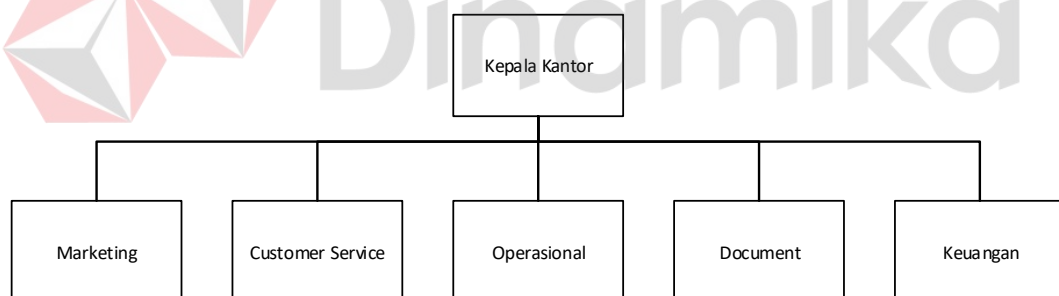 Dinamika
Kepala Kantor
Marketing
Customer Service
Operasional
Document
Keuangan